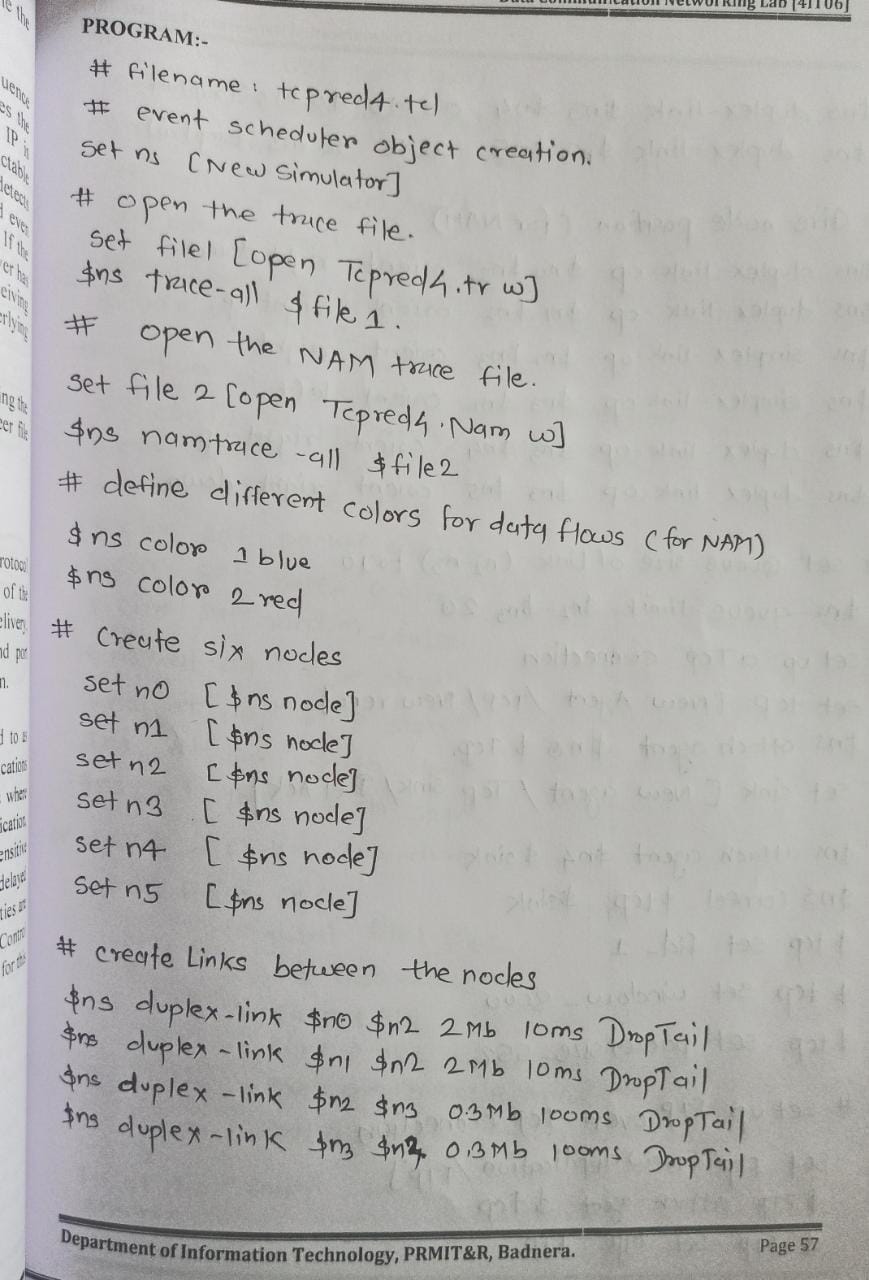 Data Communication Networking Lab [41106]
PROGRAM:-
# filename : tcpred4.tcl
# event scheduler object creation.
set ns [New Simulator]
# open the truce file.
set file1 [open Tcpred4.tr w]
$ns truce-all $file 1.
# open the NAM truce file.
set file 2 [open Tcpred4.Nam w]
$ns namtruce -all $file2
# define different colors for data flows (for NAM)
$ns color 1 blue
$ns color 2 red
# Create six nodes
set n0 [$ns node]
set n1 [$ns node]
set n2 [$ns node]
set n3 [$ns node]
set n4 [$ns node]
set n5 [$ns node]
# create Links between the nodes
$ns duplex-link $n0 $n2 2Mb 10ms DropTail
$ns duplex-link $n1 $n2 2Mb 10ms DropTail
$ns duplex-link $n2 $n3 0.3Mb 100ms DropTail
$ns duplex-link $n3 $n2 0.3Mb 100ms DropTail
Department of Information Technology, PRMIT&R, Badnera.
Page 57